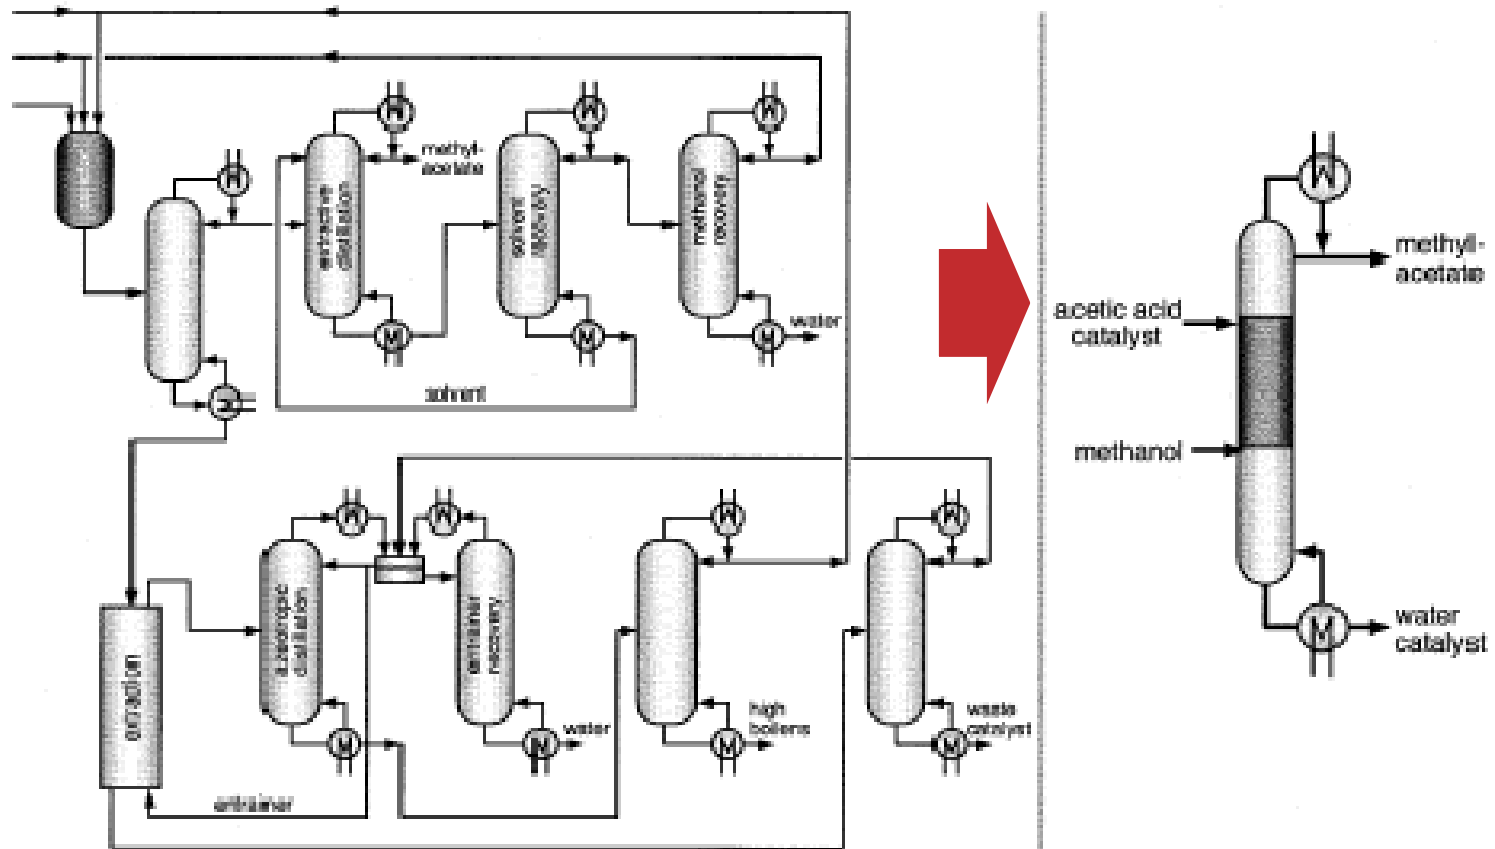 methyl-
acetate
extractive
distillation
solvent
recovery
methanol
recovery
water
solvent
extraction
azeotropic
distillation
entrainer
recovery
water
high
boilers
waste
catalyst
entrainer
methyll-
acetate
acetic acid
catalyst
methanol
water
catalyst